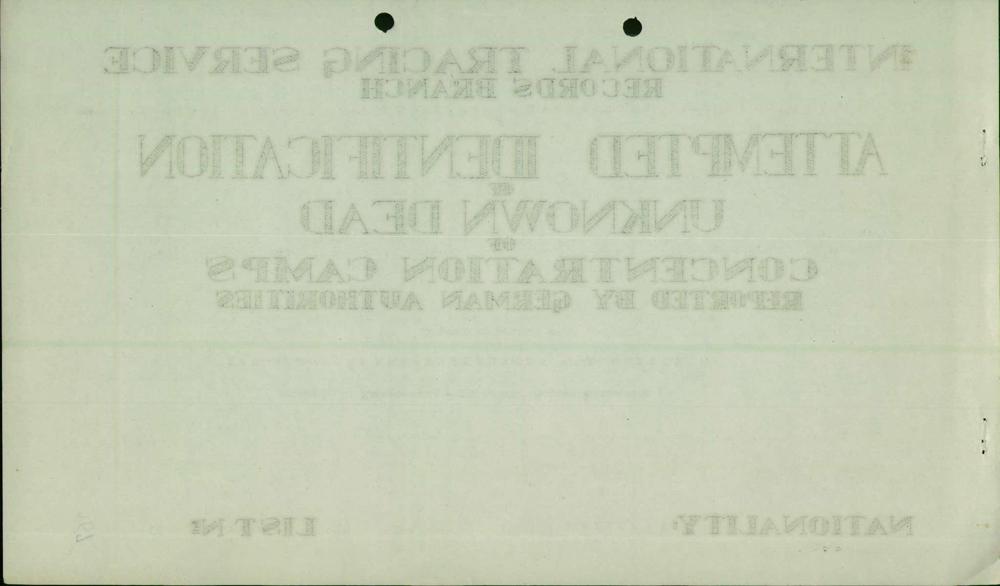 INTERNATIONAL TRACING SERVICE
RECORDS BRANCH
ATTEMPTED IDENTIFICATION
OF
UNKNOWN DEAD
OF
CONCENTRATION CAMPS
REPORTED BY GERMAN AUTHORITIES
NATIONALITY: LIST Nº